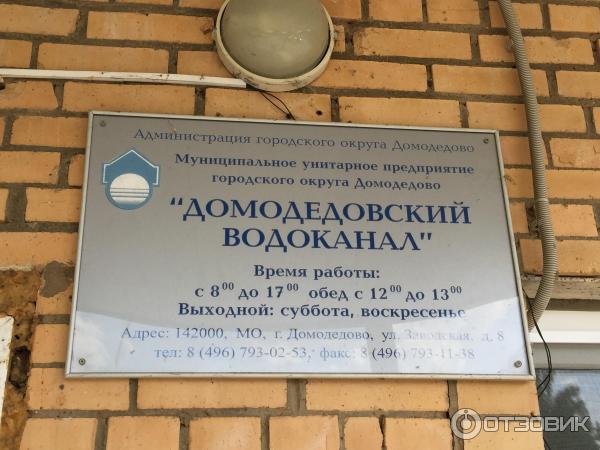 Администрация городского округа Домодедово
Муниципальное унитарное предприятие
городского округа Домодедово
"ДОМОДЕДОВСКИЙ
ВОДОКАНАЛ"
Время работы:
с 8⁰⁰ до 17⁰⁰ обед с 12⁰⁰ до 13⁰⁰
Выходной: суббота, воскресенье
Адрес: 142000, МО, г. Домодедово, ул. Заводская, д. 8
тел: 8 (496) 793-02-53, факс: 8 (496) 793-11-38
ОТЗОВИК